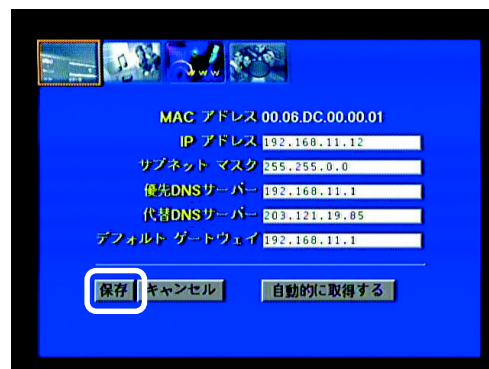 www
MAC アドレス 00.06.DC.00.00.01
IP アドレス 192.168.11.12
サブネット マスク 255.255.0.0
優先DNSサーバー 192.168.11.1
代替DNSサーバー 203.121.19.85
デフォルト ゲートウェイ 192.168.11.1
保存 キャンセル 自動的に取得する